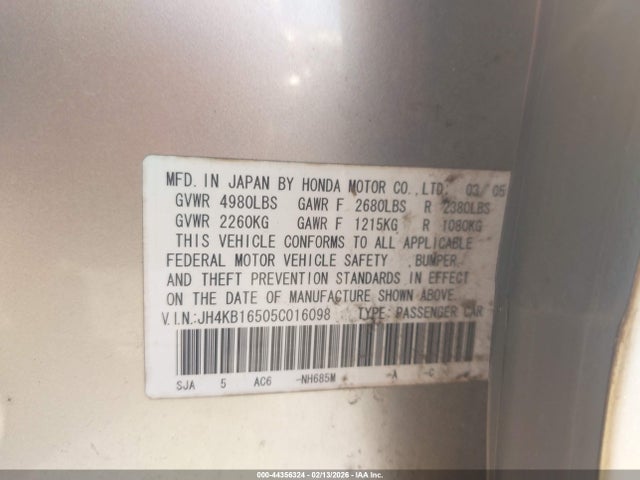 MFD. IN JAPAN BY HONDA MOTOR CO., LTD. 03/05
GVWR 4980LBS GAWR F 2680LBS R 2380LBS
GVWR 2260KG GAWR F 1215KG R 1080KG
THIS VEHICLE CONFORMS TO ALL APPLICABLE
FEDERAL MOTOR VEHICLE SAFETY , BUMPER,
AND THEFT PREVENTION STANDARDS IN EFFECT
ON THE DATE OF MANUFACTURE SHOWN ABOVE.
V.I.N.:JH4KB16505C016098 TYPE: PASSENGER CAR
SJA 5 AC6 -NH685M -A -C
000-44356324 - 02/13/2026 - IAAI, Inc.